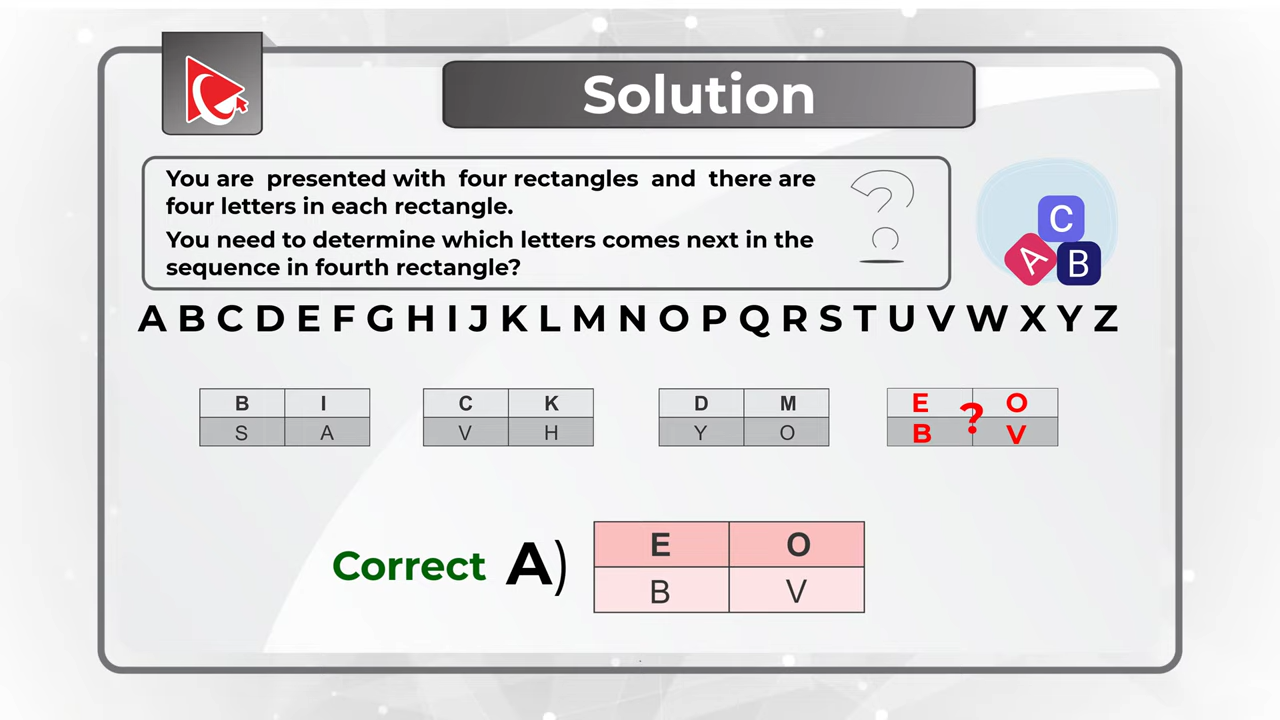 Solution
You are presented with four rectangles and there are
four letters in each rectangle.
You need to determine which letters comes next in the
sequence in fourth rectangle?
?
C
A B
A B C D E F G H I J K L M N O P Q R S T U V W X Y Z
B I C K D M E O
?
S A V H Y O B V
Correct A)
E O
B V